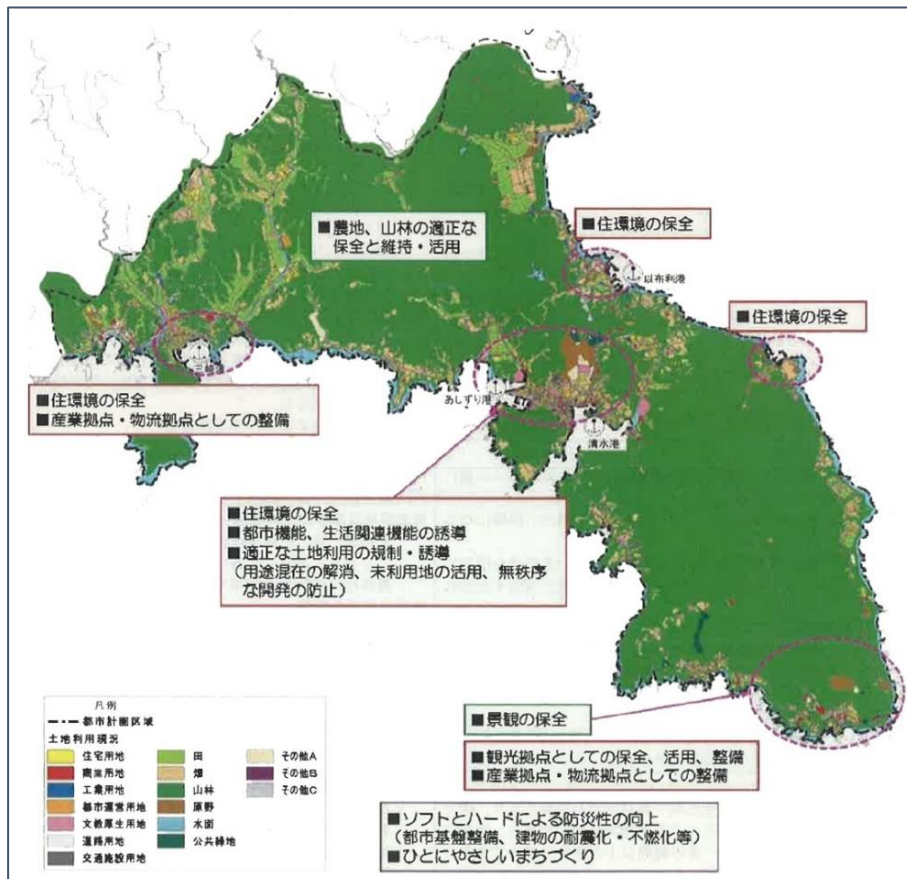 ■農地、山林の適正な
保全と維持・活用
■住環境の保全
以布利港
■住環境の保全
三崎港
あしずり港
清水港
■住環境の保全
■産業拠点・物流拠点としての整備
■住環境の保全
■都市機能、生活関連機能の誘導
■適正な土地利用の規制・誘導
(用途混在の解消、未利用地の活用、無秩序
な開発の防止)
■景観の保全
■観光拠点としての保全、活用、整備
■産業拠点・物流拠点としての整備
■ソフトとハードによる防災性の向上
(都市基盤整備、建物の耐震化・不燃化等)
■ひとにやさしいまちづくり
凡例
都市計画区域
土地利用現況
住宅用地
商業用地
工業用地
都市運営用地
文教厚生用地
道路用地
交通施設用地
田
畑
山林
原野
水面
公共緑地
その他A
その他B
その他C